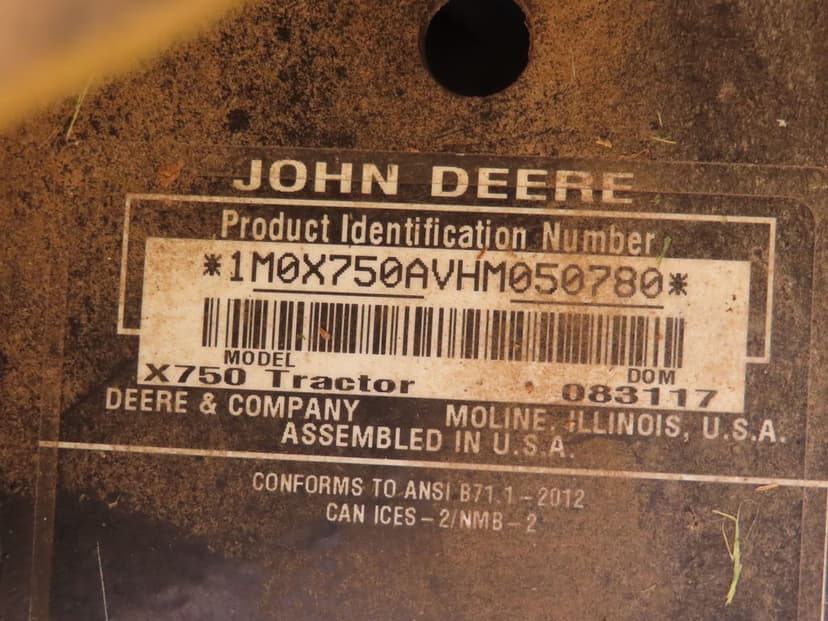 JOHN DEERE
Product Identification Number
*1M0X750AVHM050780*
MODEL DOM
X750 Tractor 083117
DEERE & COMPANY MOLINE, ILLINOIS, U.S.A.
ASSEMBLED IN U.S.A.
CONFORMS TO ANSI B71.1-2012
CAN ICES-2/NMB-2